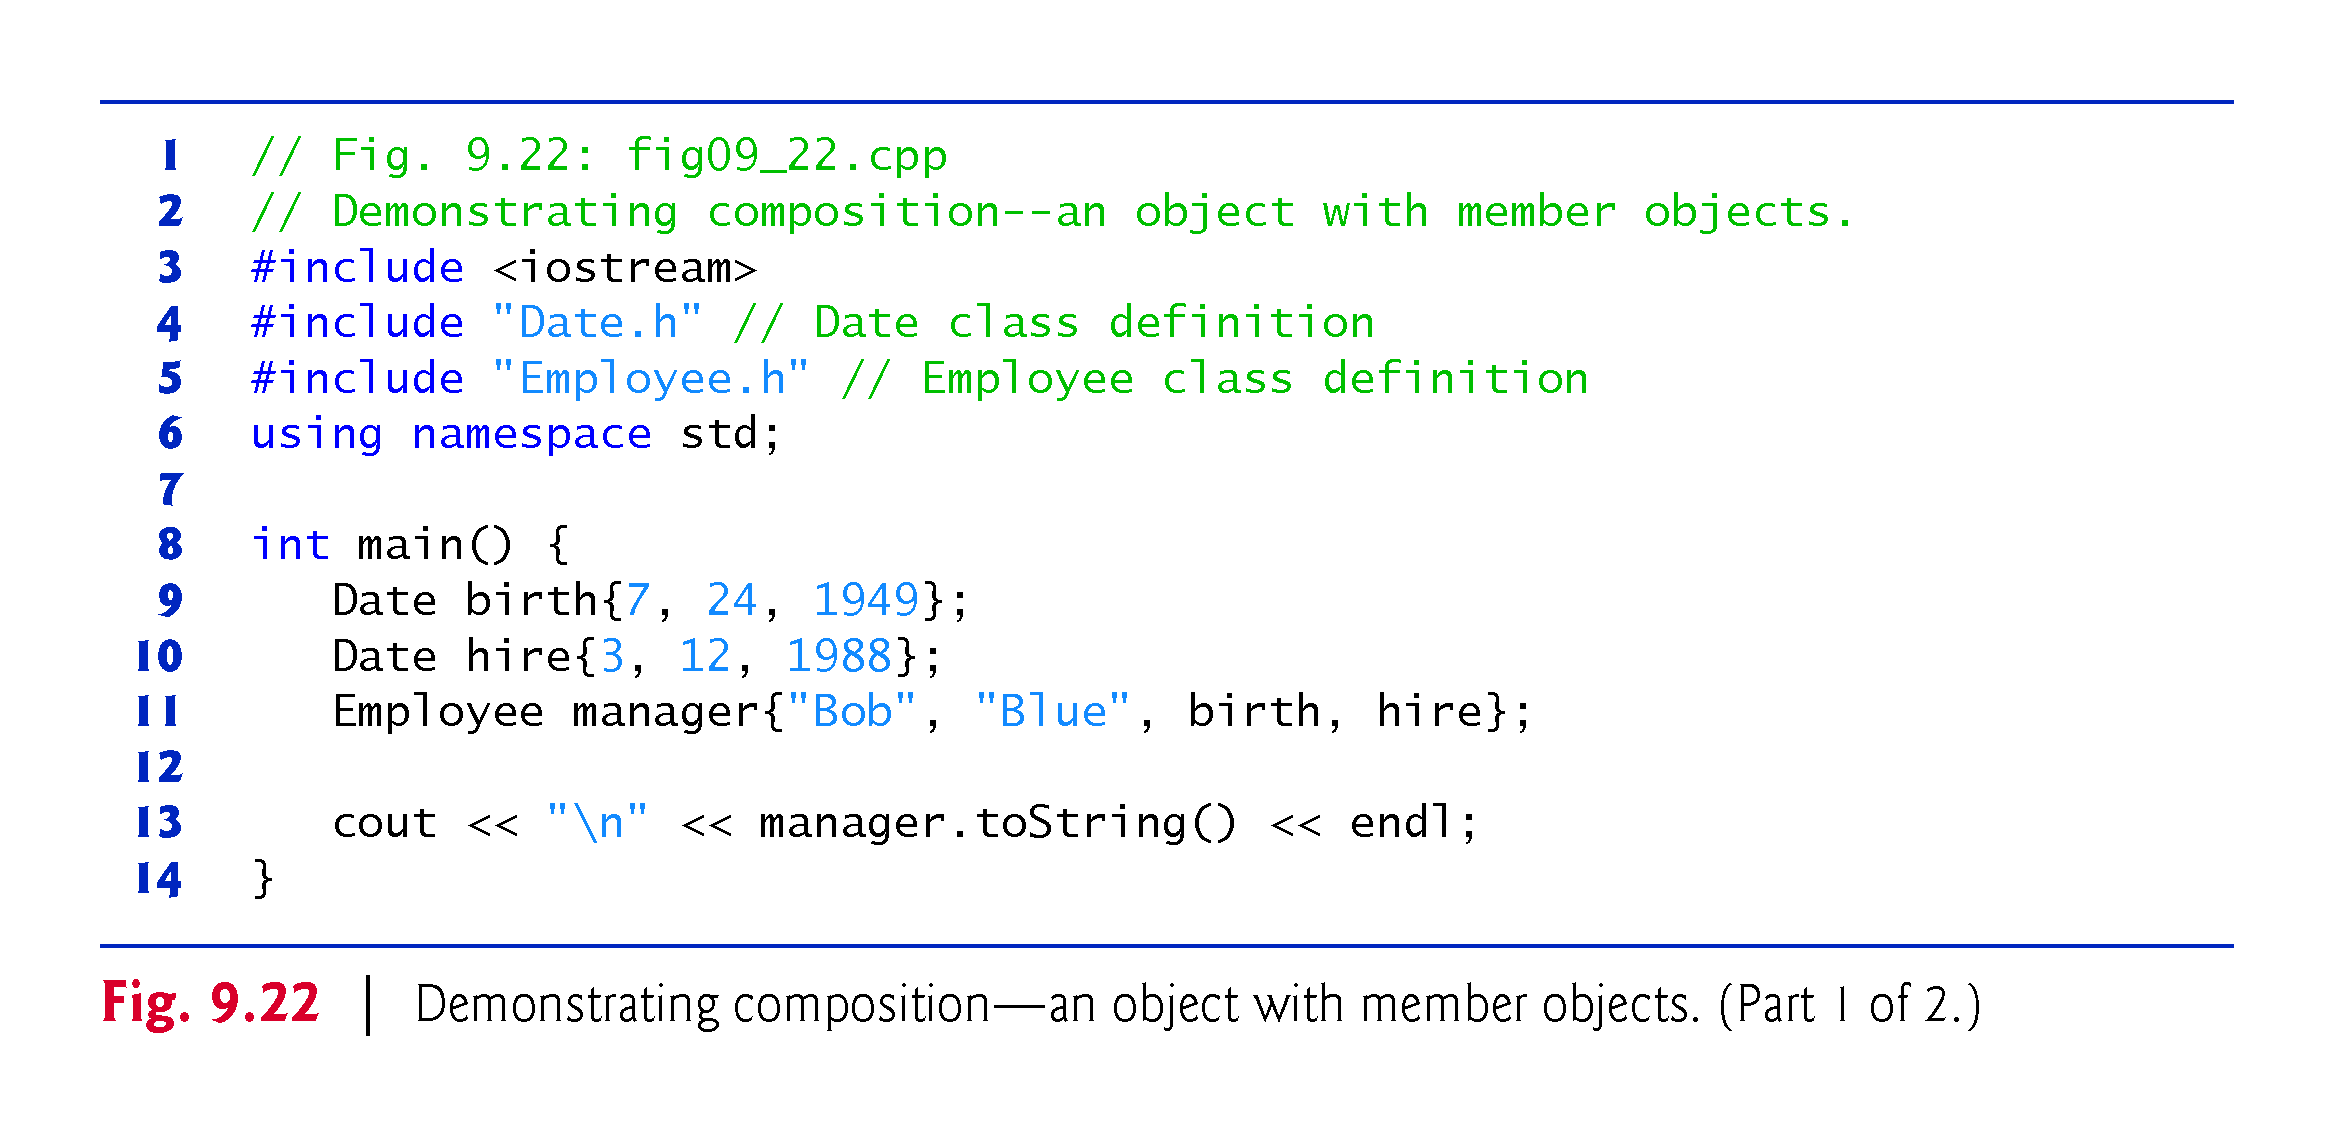 1 // Fig. 9.22: fig09_22.cpp
2 // Demonstrating composition--an object with member objects.
3 #include <iostream>
4 #include "Date.h" // Date class definition
5 #include "Employee.h" // Employee class definition
6 using namespace std;
7
8 int main() {
9    Date birth{7, 24, 1949};
10    Date hire{3, 12, 1988};
11    Employee manager{"Bob", "Blue", birth, hire};
12
13    cout << "\n" << manager.toString() << endl;
14 }
Fig. 9.22 | Demonstrating composition—an object with member objects. (Part 1 of 2.)